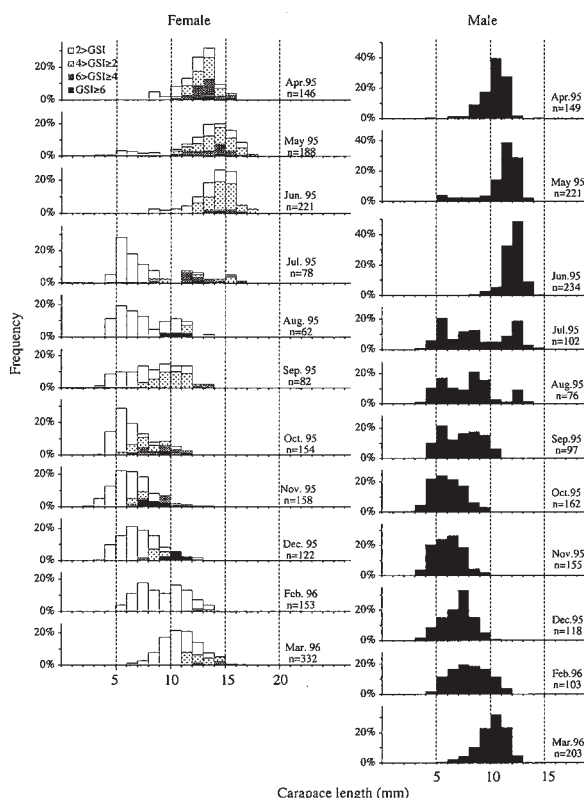 Female
Male
2>GSI
4>GSI≥2
6>GSI≥4
GSI≥6
Frequency
20%
0%
Apr.95
n=146
20%
0%
May 95
n=188
20%
0%
Jun. 95
n=221
20%
0%
Jul. 95
n=78
20%
0%
Aug. 95
n=62
20%
0%
Sep. 95
n=82
20%
0%
Oct. 95
n=154
20%
0%
Nov. 95
n=158
20%
0%
Dec. 95
n=122
20%
0%
Feb. 96
n=153
20%
0%
Mar. 96
n=332
5 10 15 20
40%
20%
0%
Apr.95
n=149
40%
20%
0%
May 95
n=221
40%
20%
0%
Jun.95
n=234
20%
0%
Jul.95
n=102
20%
0%
Aug.95
n=76
20%
0%
Sep.95
n=97
20%
0%
Oct.95
n=162
20%
0%
Nov.95
n=155
20%
0%
Dec.95
n=118
20%
0%
Feb.96
n=103
20%
0%
Mar.96
n=203
5 10 15
Carapace length (mm)